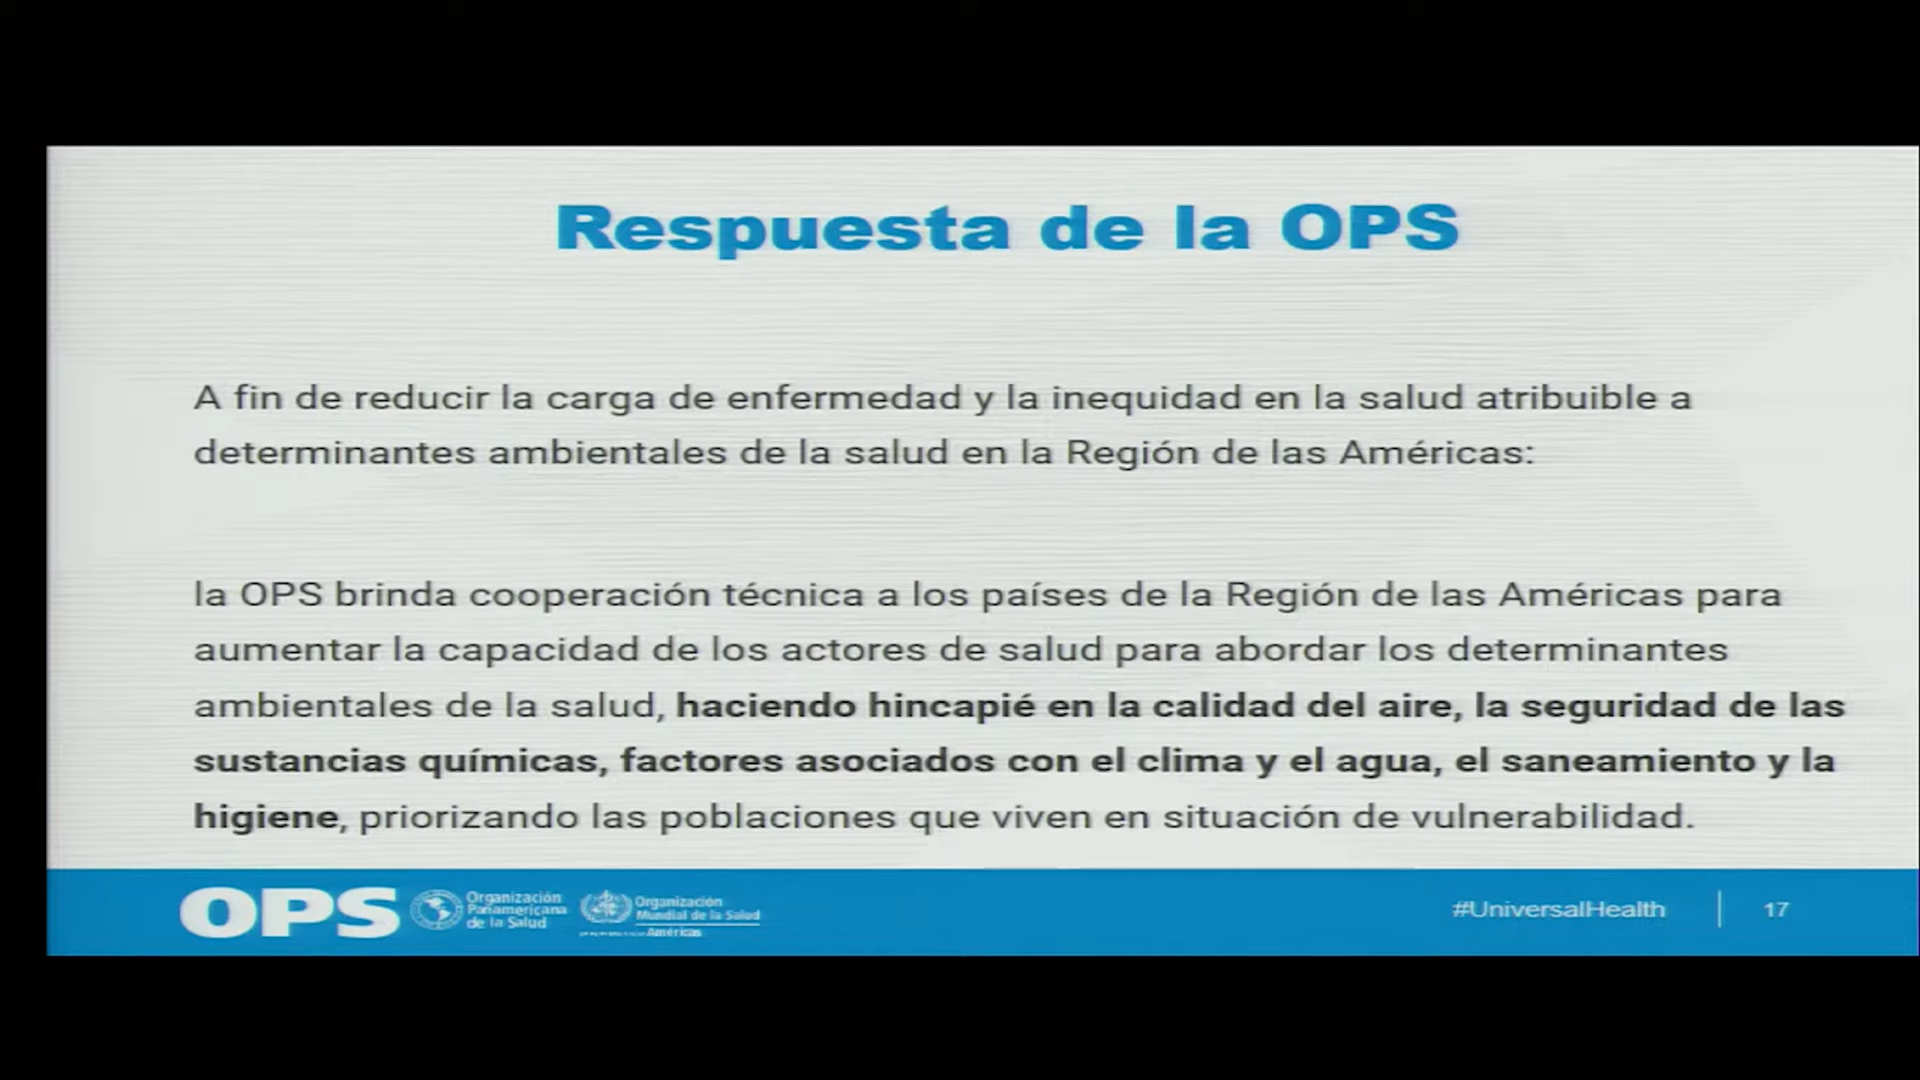 Respuesta de la OPS
A fin de reducir la carga de enfermedad y la inequidad en la salud atribuible a
determinantes ambientales de la salud en la Región de las Américas:
la OPS brinda cooperación técnica a los países de la Región de las Américas para
aumentar la capacidad de los actores de salud para abordar los determinantes
ambientales de la salud, haciendo hincapié en la calidad del aire, la seguridad de las
sustancias químicas, factores asociados con el clima y el agua, el saneamiento y la
higiene, priorizando las poblaciones que viven en situación de vulnerabilidad.
OPS
Organización
Panamericana
de la Salud
Organización
Mundial de la Salud
Américas
#UniversalHealth
17